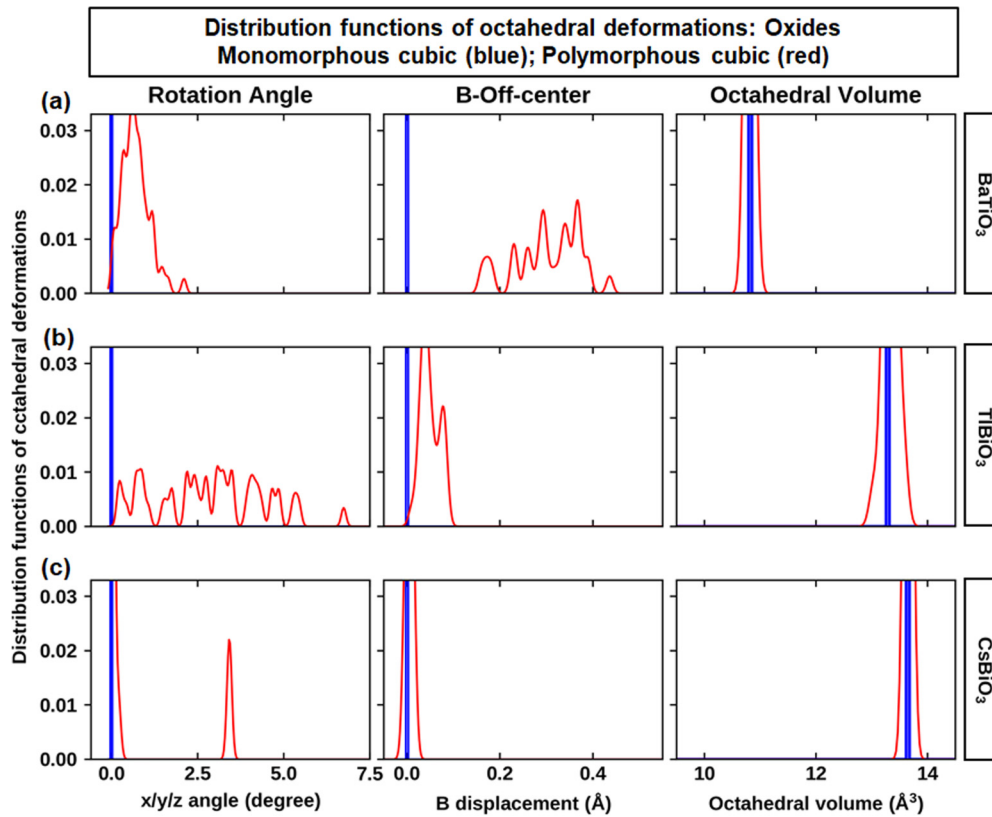 Distribution functions of octahedral deformations: Oxides
Monomorphous cubic (blue); Polymorphous cubic (red)
Distribution functions of cctahedral deformations
(a)
Rotation Angle
B-Off-center
Octahedral Volume
0.03
0.02
0.01
0.00
BaTiO₃
(b)
0.03
0.02
0.01
0.00
TlBiO₃
(c)
0.03
0.02
0.01
0.00
CsBiO₃
0.0 2.5 5.0 7.5
0.0 0.2 0.4
10 12 14
x/y/z angle (degree)
B displacement (Å)
Octahedral volume (Å³)